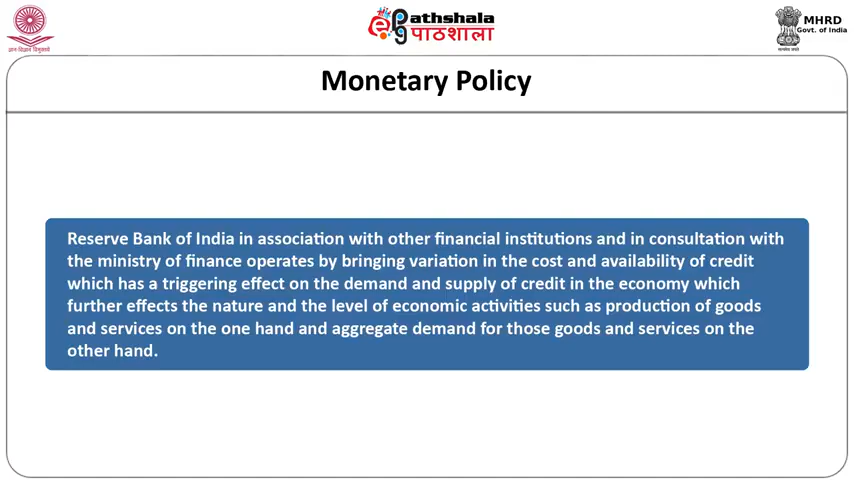 ePathshala
पाठशाला
MHRD
Govt. of India
Monetary Policy
Reserve Bank of India in association with other financial institutions and in consultation with
the ministry of finance operates by bringing variation in the cost and availability of credit
which has a triggering effect on the demand and supply of credit in the economy which
further effects the nature and the level of economic activities such as production of goods
and services on the one hand and aggregate demand for those goods and services on the
other hand.